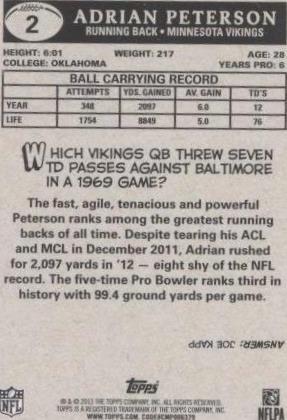 2
ADRIAN PETERSON
RUNNING BACK • MINNESOTA VIKINGS
HEIGHT: 6:01 WEIGHT: 217 AGE: 28
COLLEGE: OKLAHOMA YEARS PRO: 6
BALL CARRYING RECORD
ATTEMPTS YDS. GAINED AV. GAIN TD'S
YEAR 348 2097 6.0 12
LIFE 1754 8849 5.0 76
WHICH VIKINGS QB THREW SEVEN
TD PASSES AGAINST BALTIMORE
IN A 1969 GAME?
The fast, agile, tenacious and powerful
Peterson ranks among the greatest running
backs of all time. Despite tearing his ACL
and MCL in December 2011, Adrian rushed
for 2,097 yards in '12 — eight shy of the NFL
record. The five-time Pro Bowler ranks third in
history with 99.4 ground yards per game.
ANSWER: JOE KAPP
NFL
Topps
® & © 2013 THE TOPPS COMPANY, INC. ALL RIGHTS RESERVED.
TOPPS IS A REGISTERED TRADEMARK OF THE TOPPS COMPANY, INC.
WWW.TOPPS.COM CODE#CMP006379
NFLPA